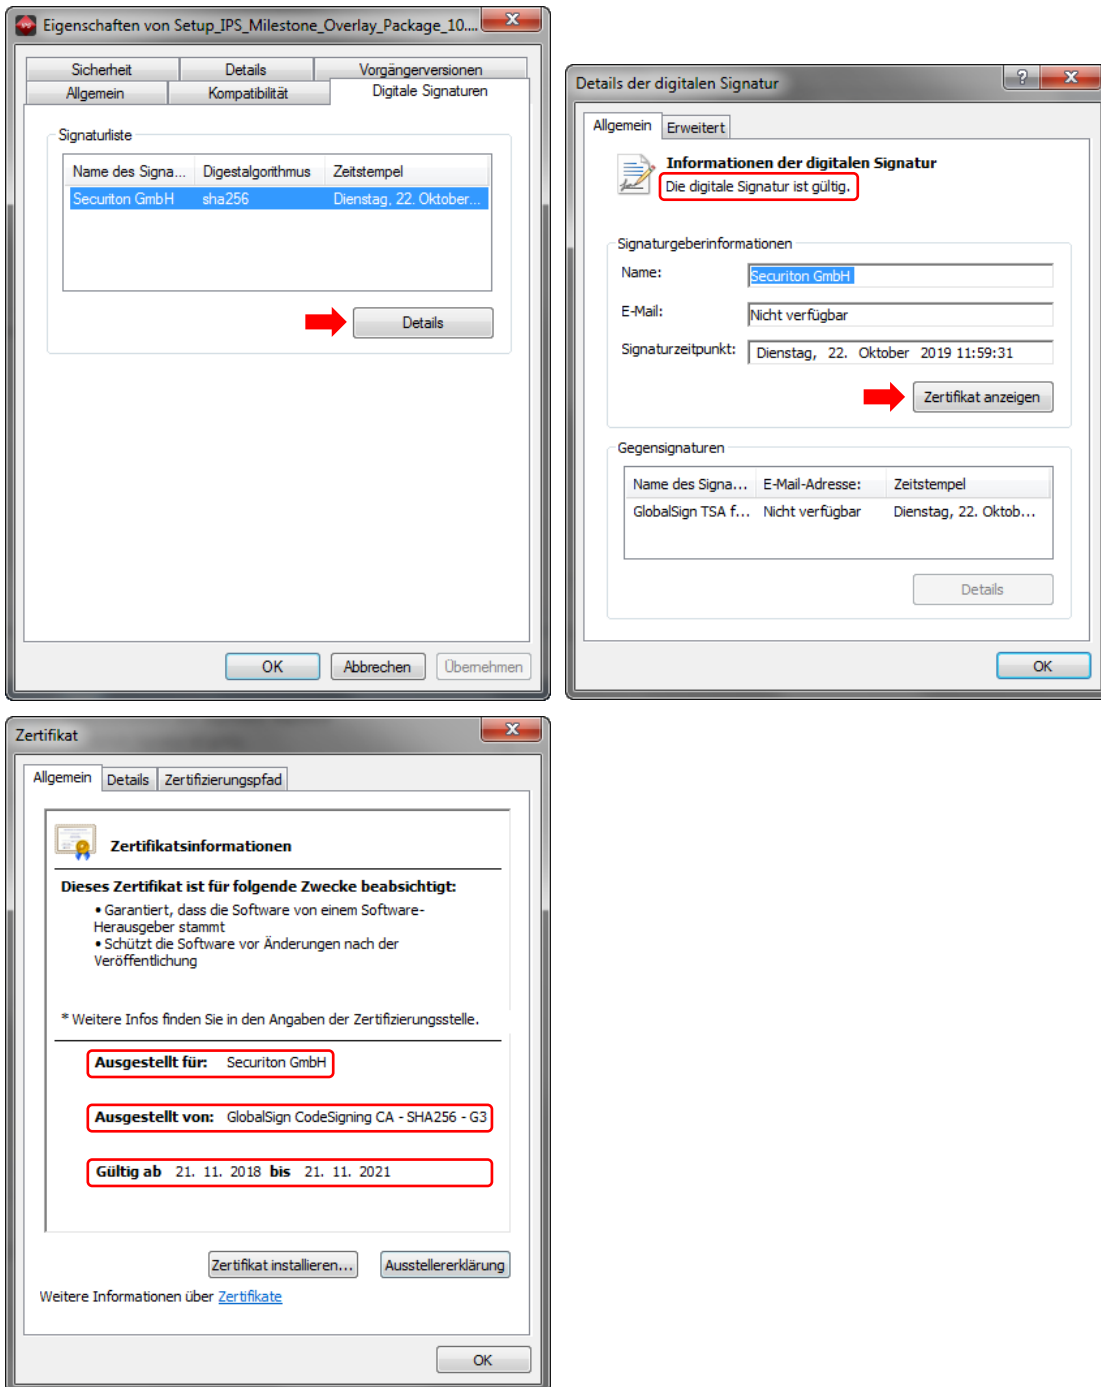 Eigenschaften von Setup_IPS_Milestone_Overlay_Package_10....
Sicherheit Details Vorgängerversionen
Allgemein Kompatibilität Digitale Signaturen
Signaturliste
Name des Signa... Digestalgorithmus Zeitstempel
Securiton GmbH sha256 Dienstag, 22. Oktober...
Details
OK Abbrechen Übernehmen
Details der digitalen Signatur
Allgemein Erweitert
Informationen der digitalen Signatur
Die digitale Signatur ist gültig.
Signaturgeberinformationen
Name: Securiton GmbH
E-Mail: Nicht verfügbar
Signaturzeitpunkt: Dienstag, 22. Oktober 2019 11:59:31
Zertifikat anzeigen
Gegensignaturen
Name des Signa... E-Mail-Adresse: Zeitstempel
GlobalSign TSA f... Nicht verfügbar Dienstag, 22. Oktob...
Details
OK
Zertifikat
Allgemein Details Zertifizierungspfad
Zertifikatsinformationen
Dieses Zertifikat ist für folgende Zwecke beabsichtigt:
• Garantiert, dass die Software von einem Software-
Herausgeber stammt
• Schützt die Software vor Änderungen nach der
Veröffentlichung
* Weitere Infos finden Sie in den Angaben der Zertifizierungsstelle.
Ausgestellt für: Securiton GmbH
Ausgestellt von: GlobalSign CodeSigning CA - SHA256 - G3
Gültig ab 21. 11. 2018 bis 21. 11. 2021
Zertifikat installieren... Ausstellererklärung
Weitere Informationen über Zertifikate
OK